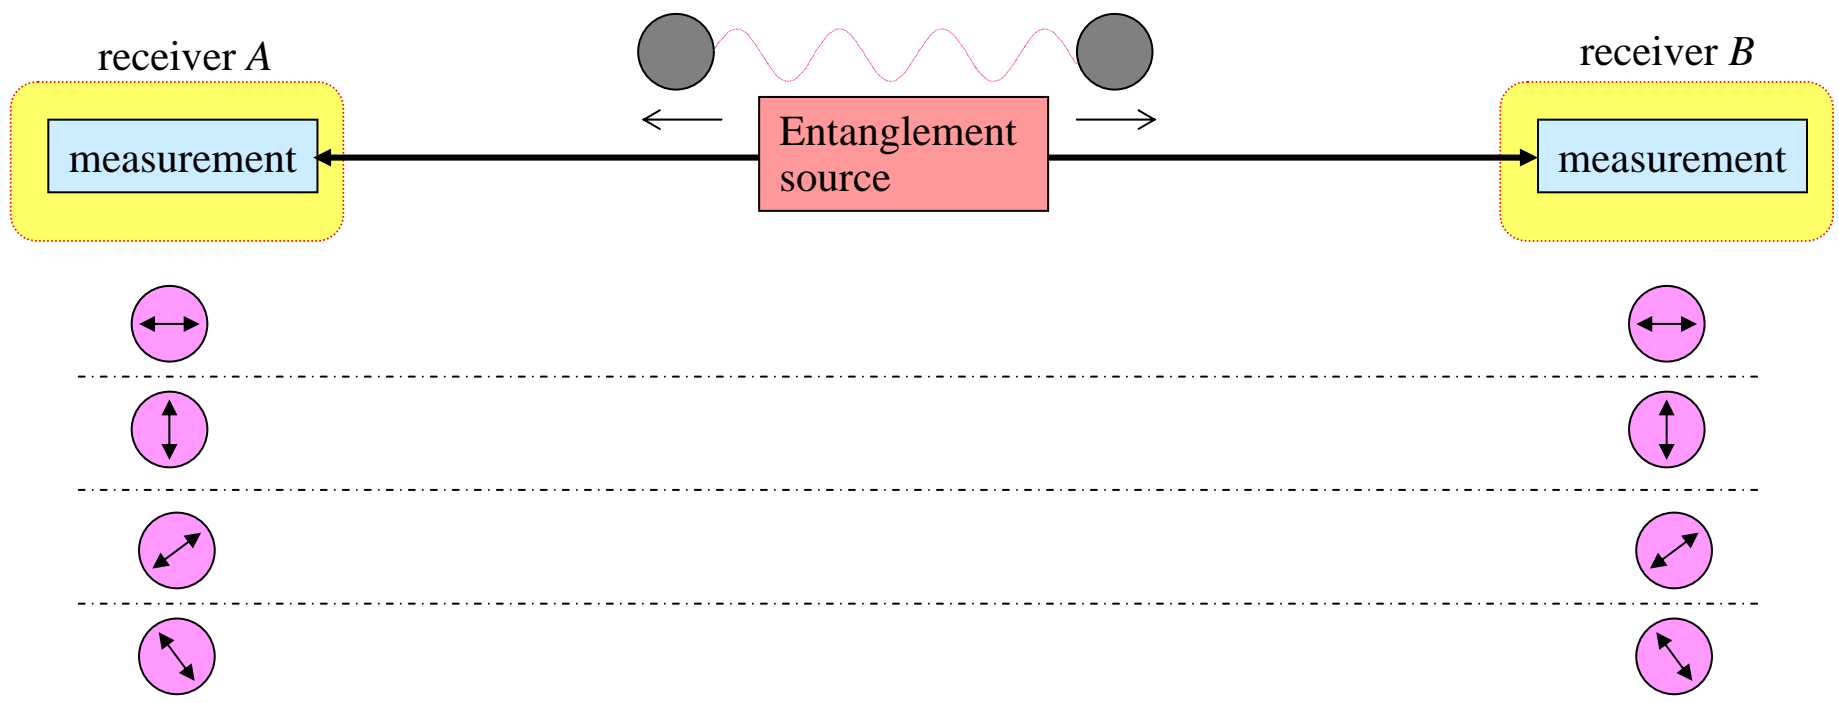 receiver A
receiver B
Entanglement
source
measurement
measurement